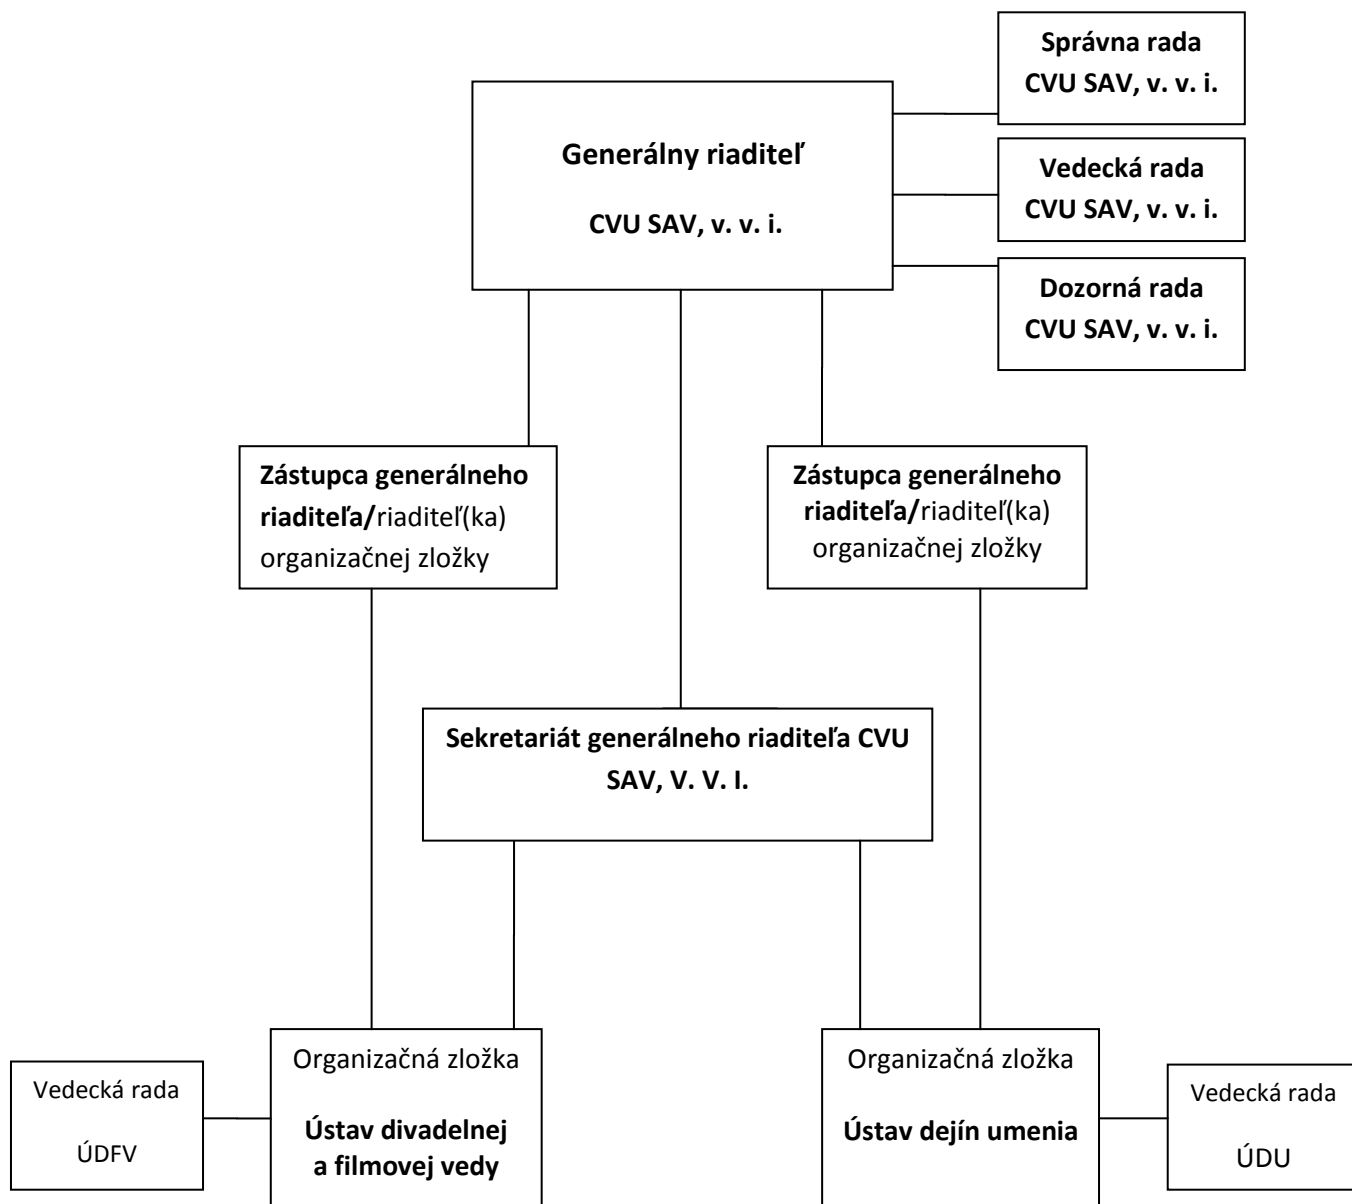 Správna rada
CVU SAV, v. v. i.
Generálny riaditeľ
CVU SAV, v. v. i.
Vedecká rada
CVU SAV, v. v. i.
Dozorná rada
CVU SAV, v. v. i.
Zástupca generálneho
riaditeľa/riaditeľ(ka)
organizačnej zložky
Zástupca generálneho
riaditeľa/riaditeľ(ka)
organizačnej zložky
Sekretariát generálneho riaditeľa CVU
SAV, V. V. I.
Vedecká rada
ÚDFV
Organizačná zložka
Ústav divadelnej
a filmovej vedy
Organizačná zložka
Ústav dejín umenia
Vedecká rada
ÚDU